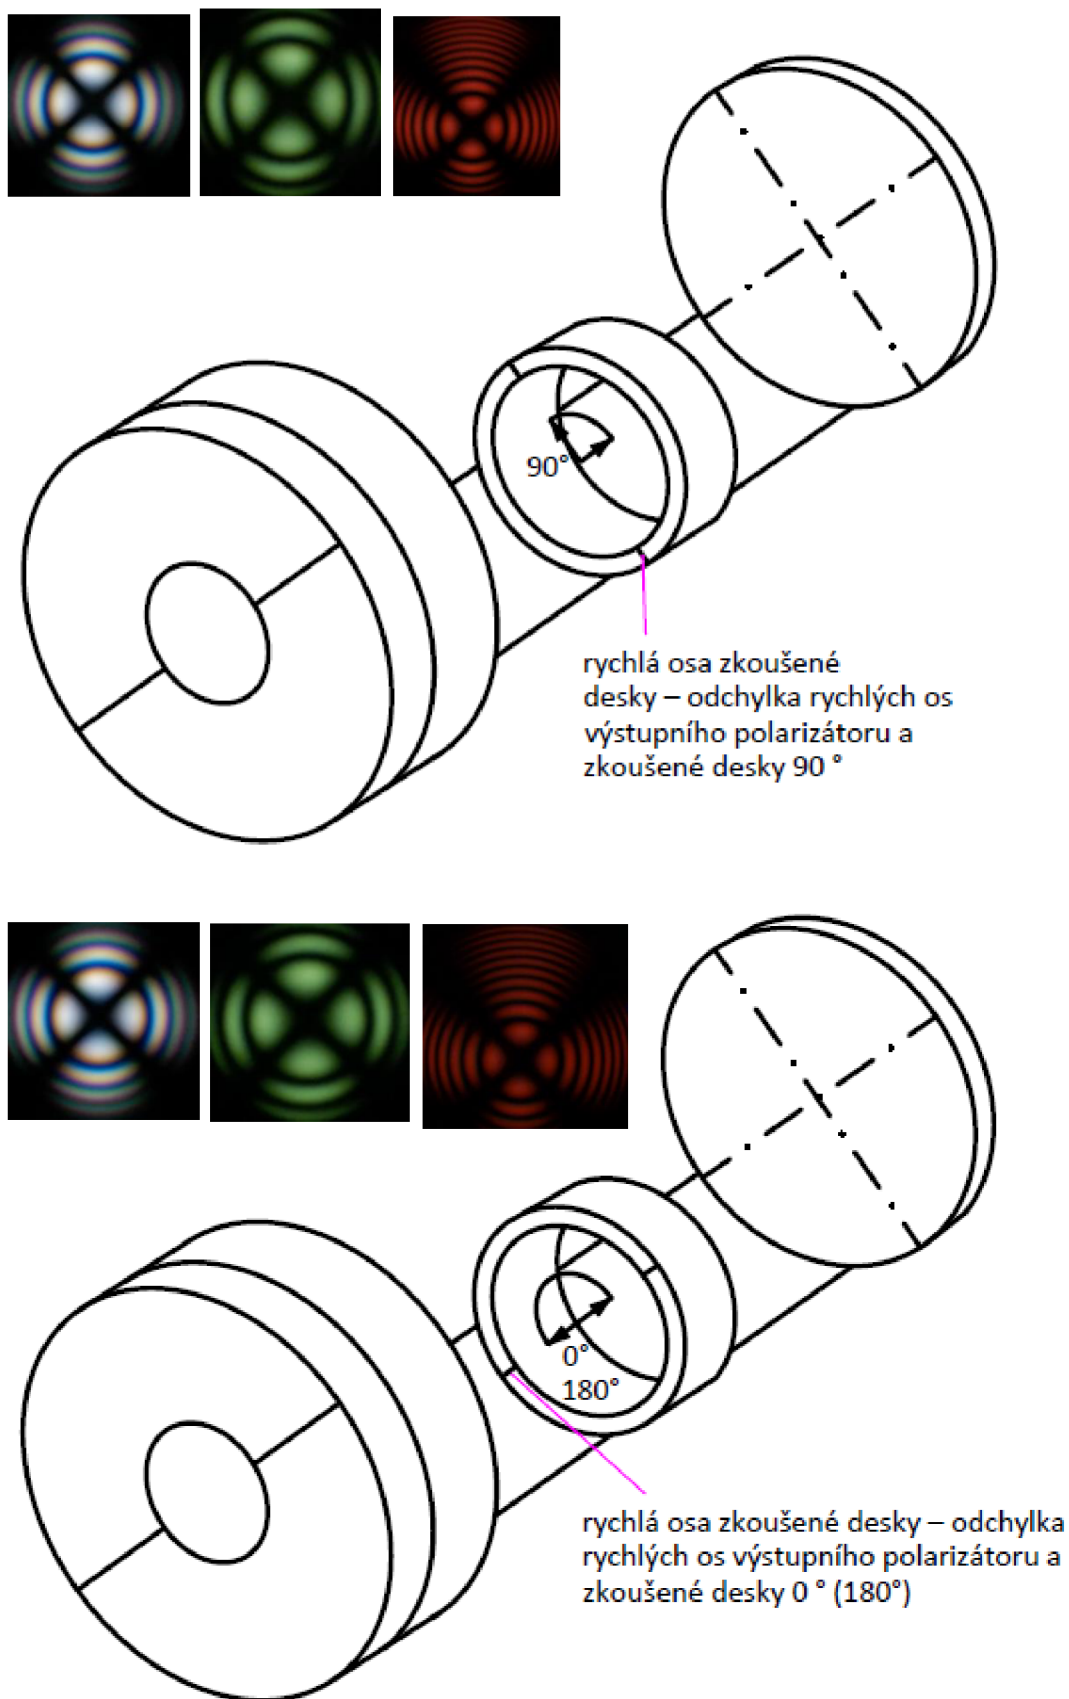 90°
rychlá osa zkoušené
desky – odchylka rychlých os
výstupního polarizátoru a
zkoušené desky 90 °
0°
180°
rychlá osa zkoušené desky – odchylka
rychlých os výstupního polarizátoru a
zkoušené desky 0 ° (180°)